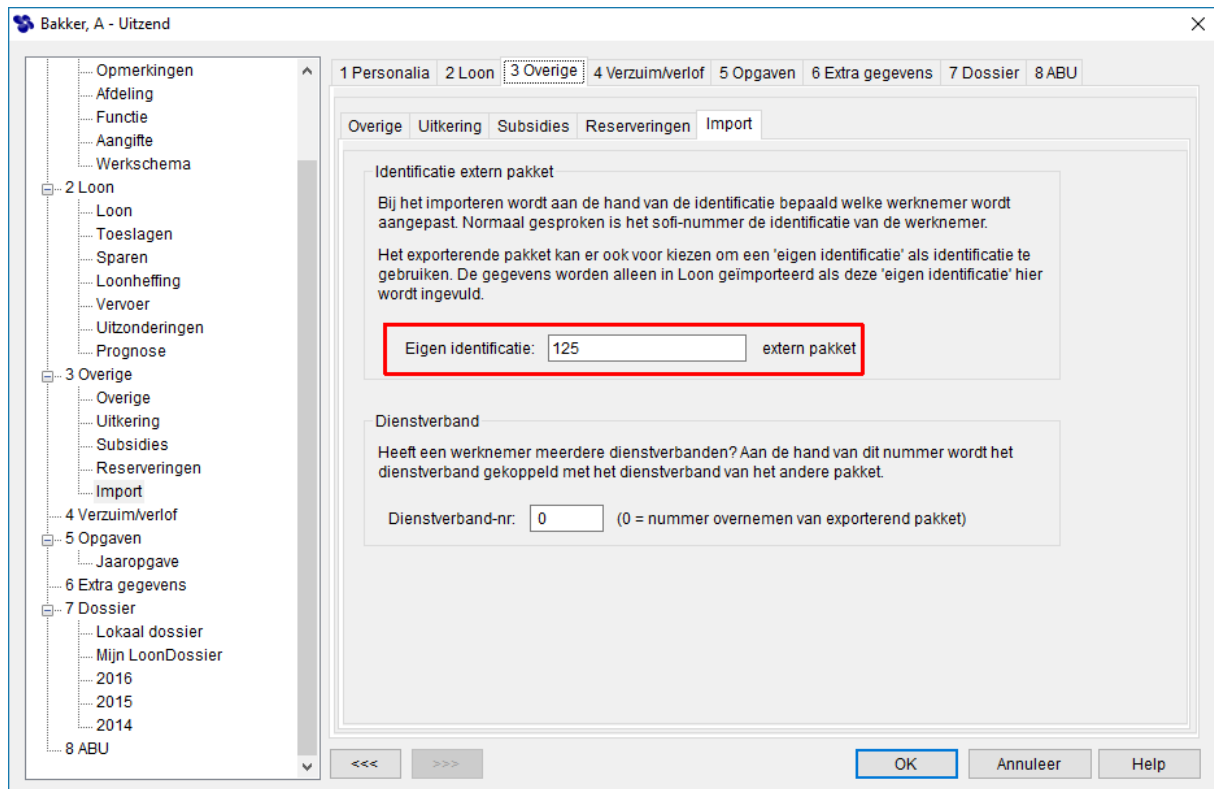 Bakker, A - Uitzend
Opmerkingen
Afdeling
Functie
Aangifte
Werkschema
2 Loon
Loon
Toeslagen
Sparen
Loonheffing
Vervoer
Uitzonderingen
Prognose
3 Overige
Overige
Uitkering
Subsidies
Reserveringen
Import
4 Verzuim/verlof
5 Opgaven
Jaaropgave
6 Extra gegevens
7 Dossier
Lokaal dossier
Mijn LoonDossier
2016
2015
2014
8 ABU
1 Personalia 2 Loon 3 Overige 4 Verzuim/verlof 5 Opgaven 6 Extra gegevens 7 Dossier 8 ABU
Overige Uitkering Subsidies Reserveringen Import
Identificatie extern pakket
Bij het importeren wordt aan de hand van de identificatie bepaald welke werknemer wordt
aangepast. Normaal gesproken is het sofi-nummer de identificatie van de werknemer.
Het exporterende pakket kan er ook voor kiezen om een 'eigen identificatie' als identificatie te
gebruiken. De gegevens worden alleen in Loon geïmporteerd als deze 'eigen identificatie' hier
wordt ingevuld.
Eigen identificatie: 125 extern pakket
Dienstverband
Heeft een werknemer meerdere dienstverbanden? Aan de hand van dit nummer wordt het
dienstverband gekoppeld met het dienstverband van het andere pakket.
Dienstverband-nr: 0 (0 = nummer overnemen van exporterend pakket)
<<< >>> OK Annuleer Help